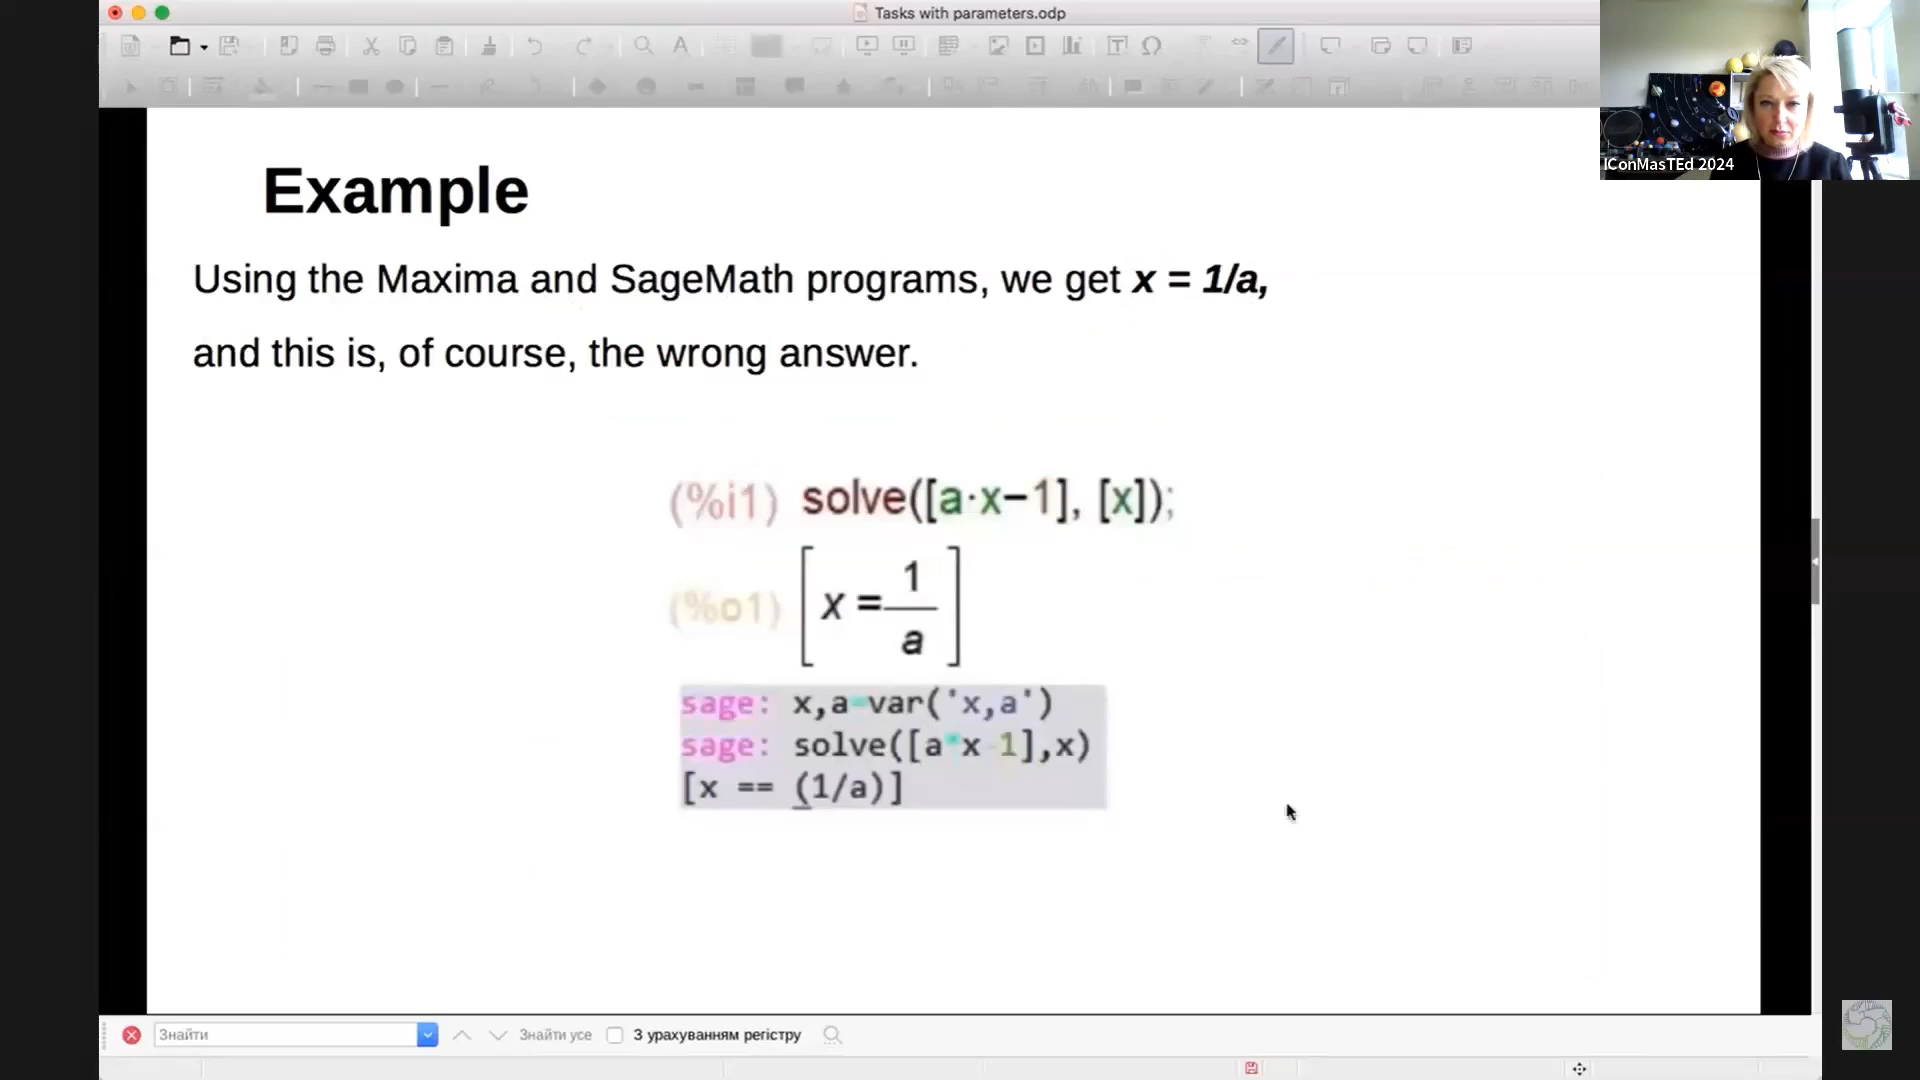 Tasks with parameters.odp
IConMasTEd 2024
Example
Using the Maxima and SageMath programs, we get x = 1/a,
and this is, of course, the wrong answer.
(%i1) solve([a·x−1], [x]);
(%o1) [x = 1/a]
sage: x,a=var('x,a')
sage: solve([a*x-1],x)
[x == (1/a)]
Знайти
Знайти усе
З урахуванням регістру